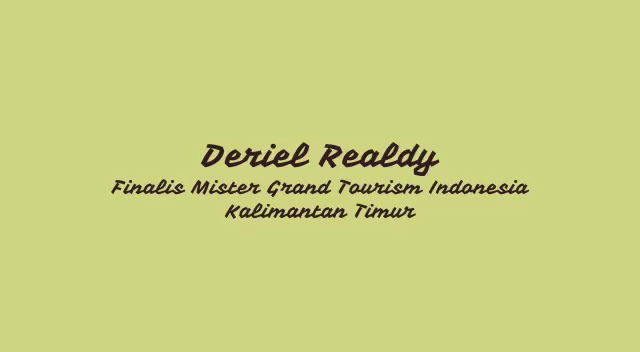 Deriel Realdy
Finalis Mister Grand Tourism Indonesia
Kalimantan Timur